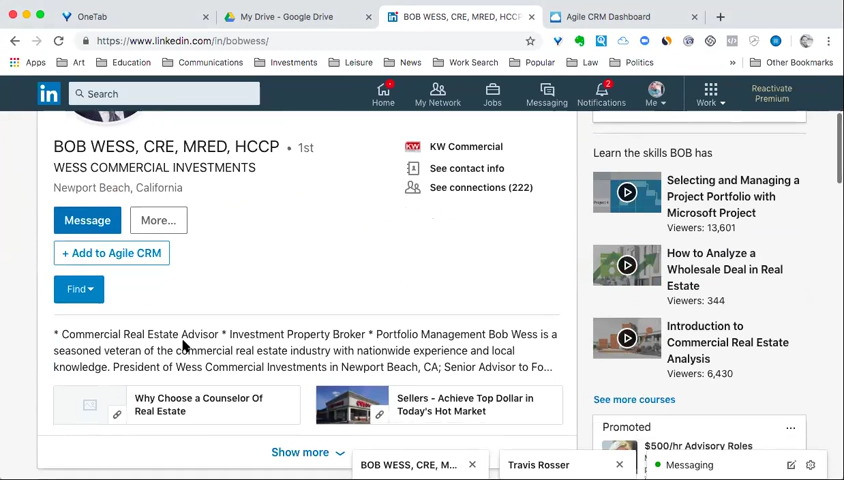 OneTab
My Drive - Google Drive
BOB WESS, CRE, MRED, HCCP
Agile CRM Dashboard
https://www.linkedin.com/in/bobwess/
Apps
Art
Education
Communications
Investments
Leisure
News
Work Search
Popular
Law
Politics
»
Other Bookmarks
in
Search
Home
My Network
Jobs
Messaging
2
Notifications
Me
Work
Reactivate
Premium
BOB WESS, CRE, MRED, HCCP • 1st
WESS COMMERCIAL INVESTMENTS
Newport Beach, California
Message
More...
+ Add to Agile CRM
Find
KW
KW Commercial
See contact info
See connections (222)
* Commercial Real Estate Advisor * Investment Property Broker * Portfolio Management Bob Wess is a
seasoned veteran of the commercial real estate industry with nationwide experience and local
knowledge. President of Wess Commercial Investments in Newport Beach, CA; Senior Advisor to Fo...
Why Choose a Counselor Of
Real Estate
Sellers - Achieve Top Dollar in
Today's Hot Market
Show more
Learn the skills BOB has
Selecting and Managing a
Project Portfolio with
Microsoft Project
Viewers: 13,601
How to Analyze a
Wholesale Deal in Real
Estate
Viewers: 344
Introduction to
Commercial Real Estate
Analysis
Viewers: 6,430
See more courses
Promoted
...
$500/hr Advisory Roles
BOB WESS, CRE, M...
Travis Rosser
Messaging